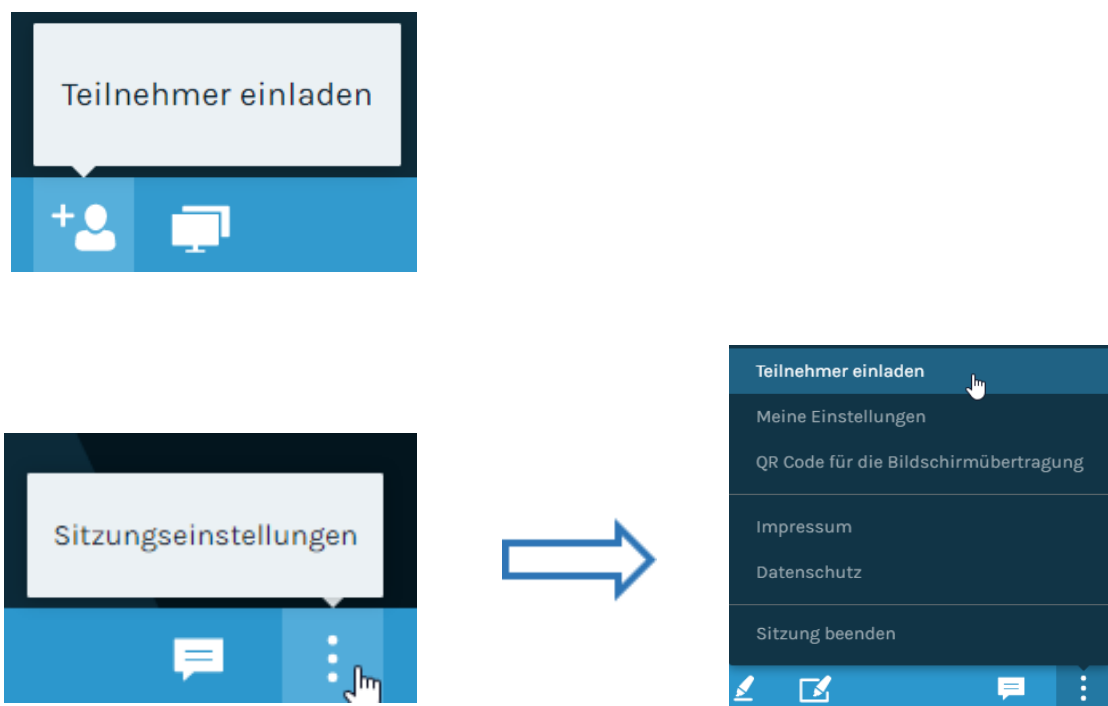 Teilnehmer einladen
Sitzungseinstellungen
Teilnehmer einladen
Meine Einstellungen
QR Code für die Bildschirmübertragung
Impressum
Datenschutz
Sitzung beenden